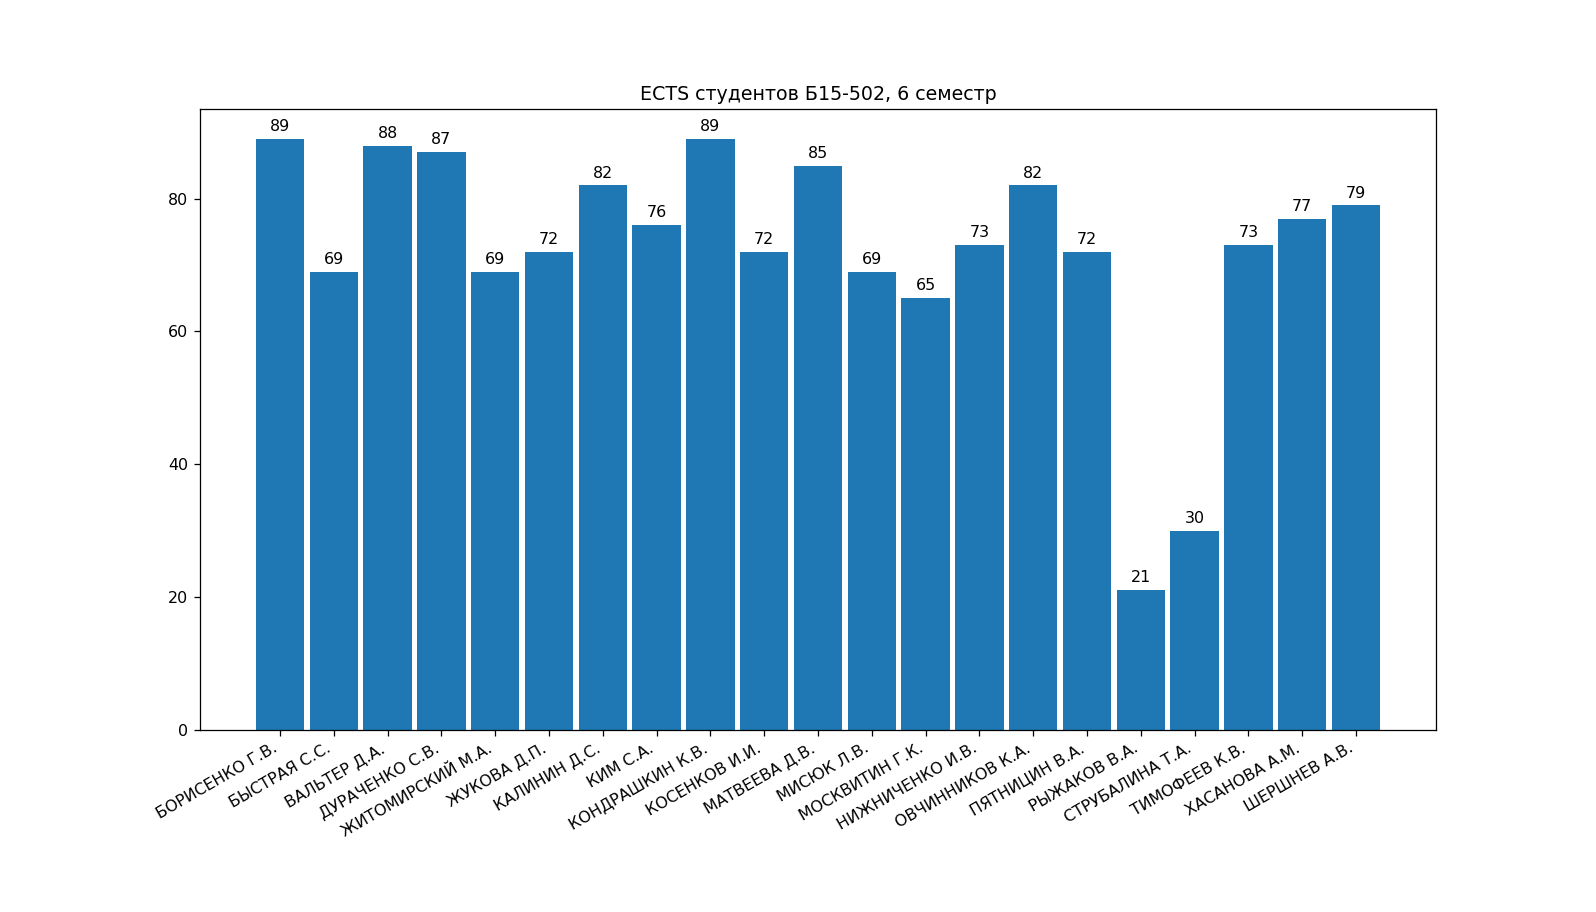 ECTS студентов Б15-502, 6 семестр
89
69
88
87
69
72
82
76
89
72
85
69
65
73
82
72
21
30
73
77
79
80
60
40
20
0
БОРИСЕНКО Г.В.
БЫСТРАЯ С.С.
ВАЛЬТЕР Д.А.
ДУРАЧЕНКО С.В.
ЖИТОМИРСКИЙ М.А.
ЖУКОВА Д.П.
КАЛИНИН Д.С.
КИМ С.А.
КОНДРАШКИН К.В.
КОСЕНКОВ И.И.
МАТВЕЕВА Д.В.
МИСЮК Л.В.
МОСКВИТИН Г.К.
НИЖНИЧЕНКО И.В.
ОВЧИННИКОВ К.А.
ПЯТНИЦИН В.А.
РЫЖАКОВ В.А.
СТРУБАЛИНА Т.А.
ТИМОФЕЕВ К.В.
ХАСАНОВА А.М.
ШЕРШНЕВ А.В.